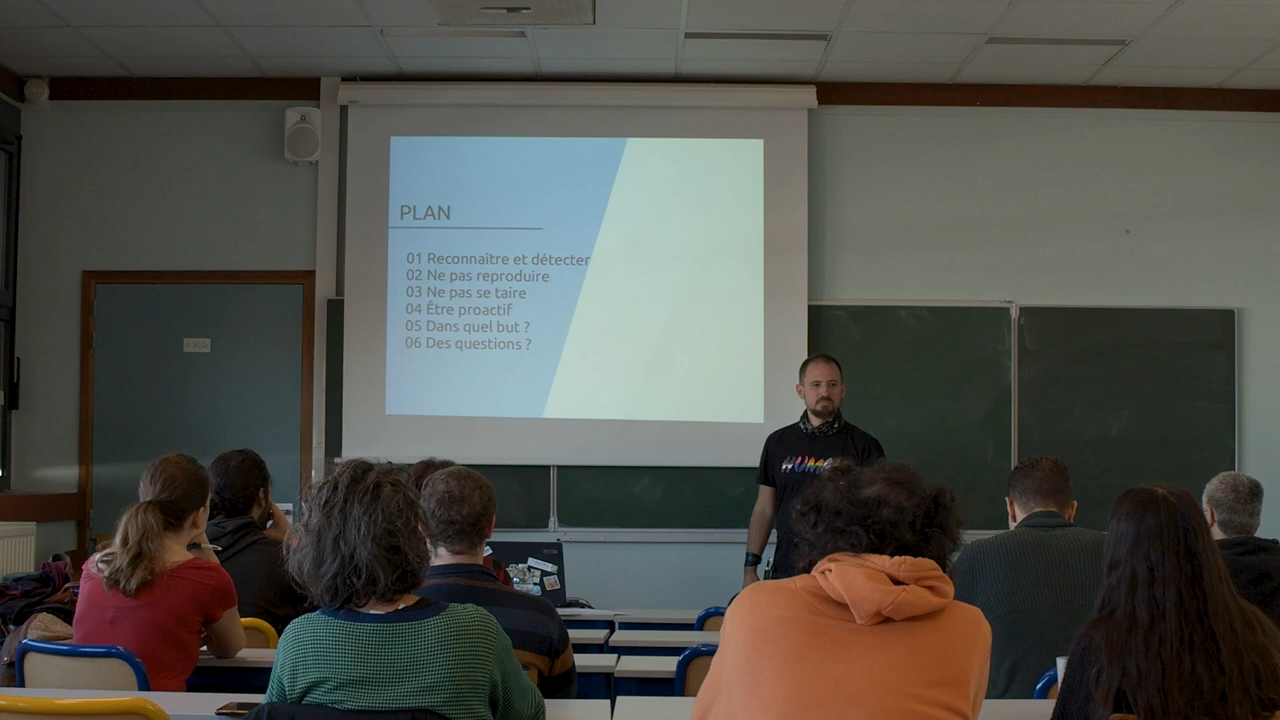 PLAN
01 Reconnaître et détecter
02 Ne pas reproduire
03 Ne pas se taire
04 Être proactif
05 Dans quel but ?
06 Des questions ?